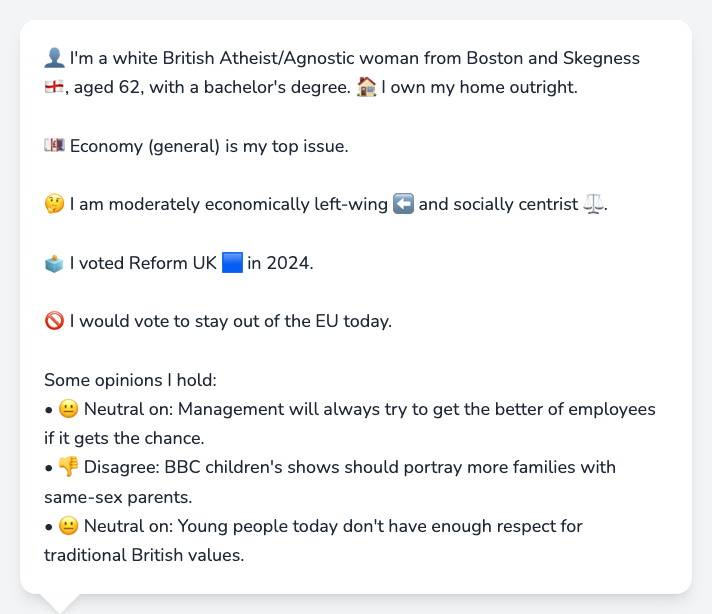 👤 I'm a white British Atheist/Agnostic woman from Boston and Skegness
🏴󠁧󠁢󠁥󠁮󠁧󠁿, aged 62, with a bachelor's degree. 🏠 I own my home outright.
💷 Economy (general) is my top issue.
🤔 I am moderately economically left-wing ⬅️ and socially centrist ⚖️.
🗳️ I voted Reform UK 🟦 in 2024.
🚫 I would vote to stay out of the EU today.
Some opinions I hold:
• 😐 Neutral on: Management will always try to get the better of employees
if it gets the chance.
• 👎 Disagree: BBC children's shows should portray more families with
same-sex parents.
• 😐 Neutral on: Young people today don't have enough respect for
traditional British values.